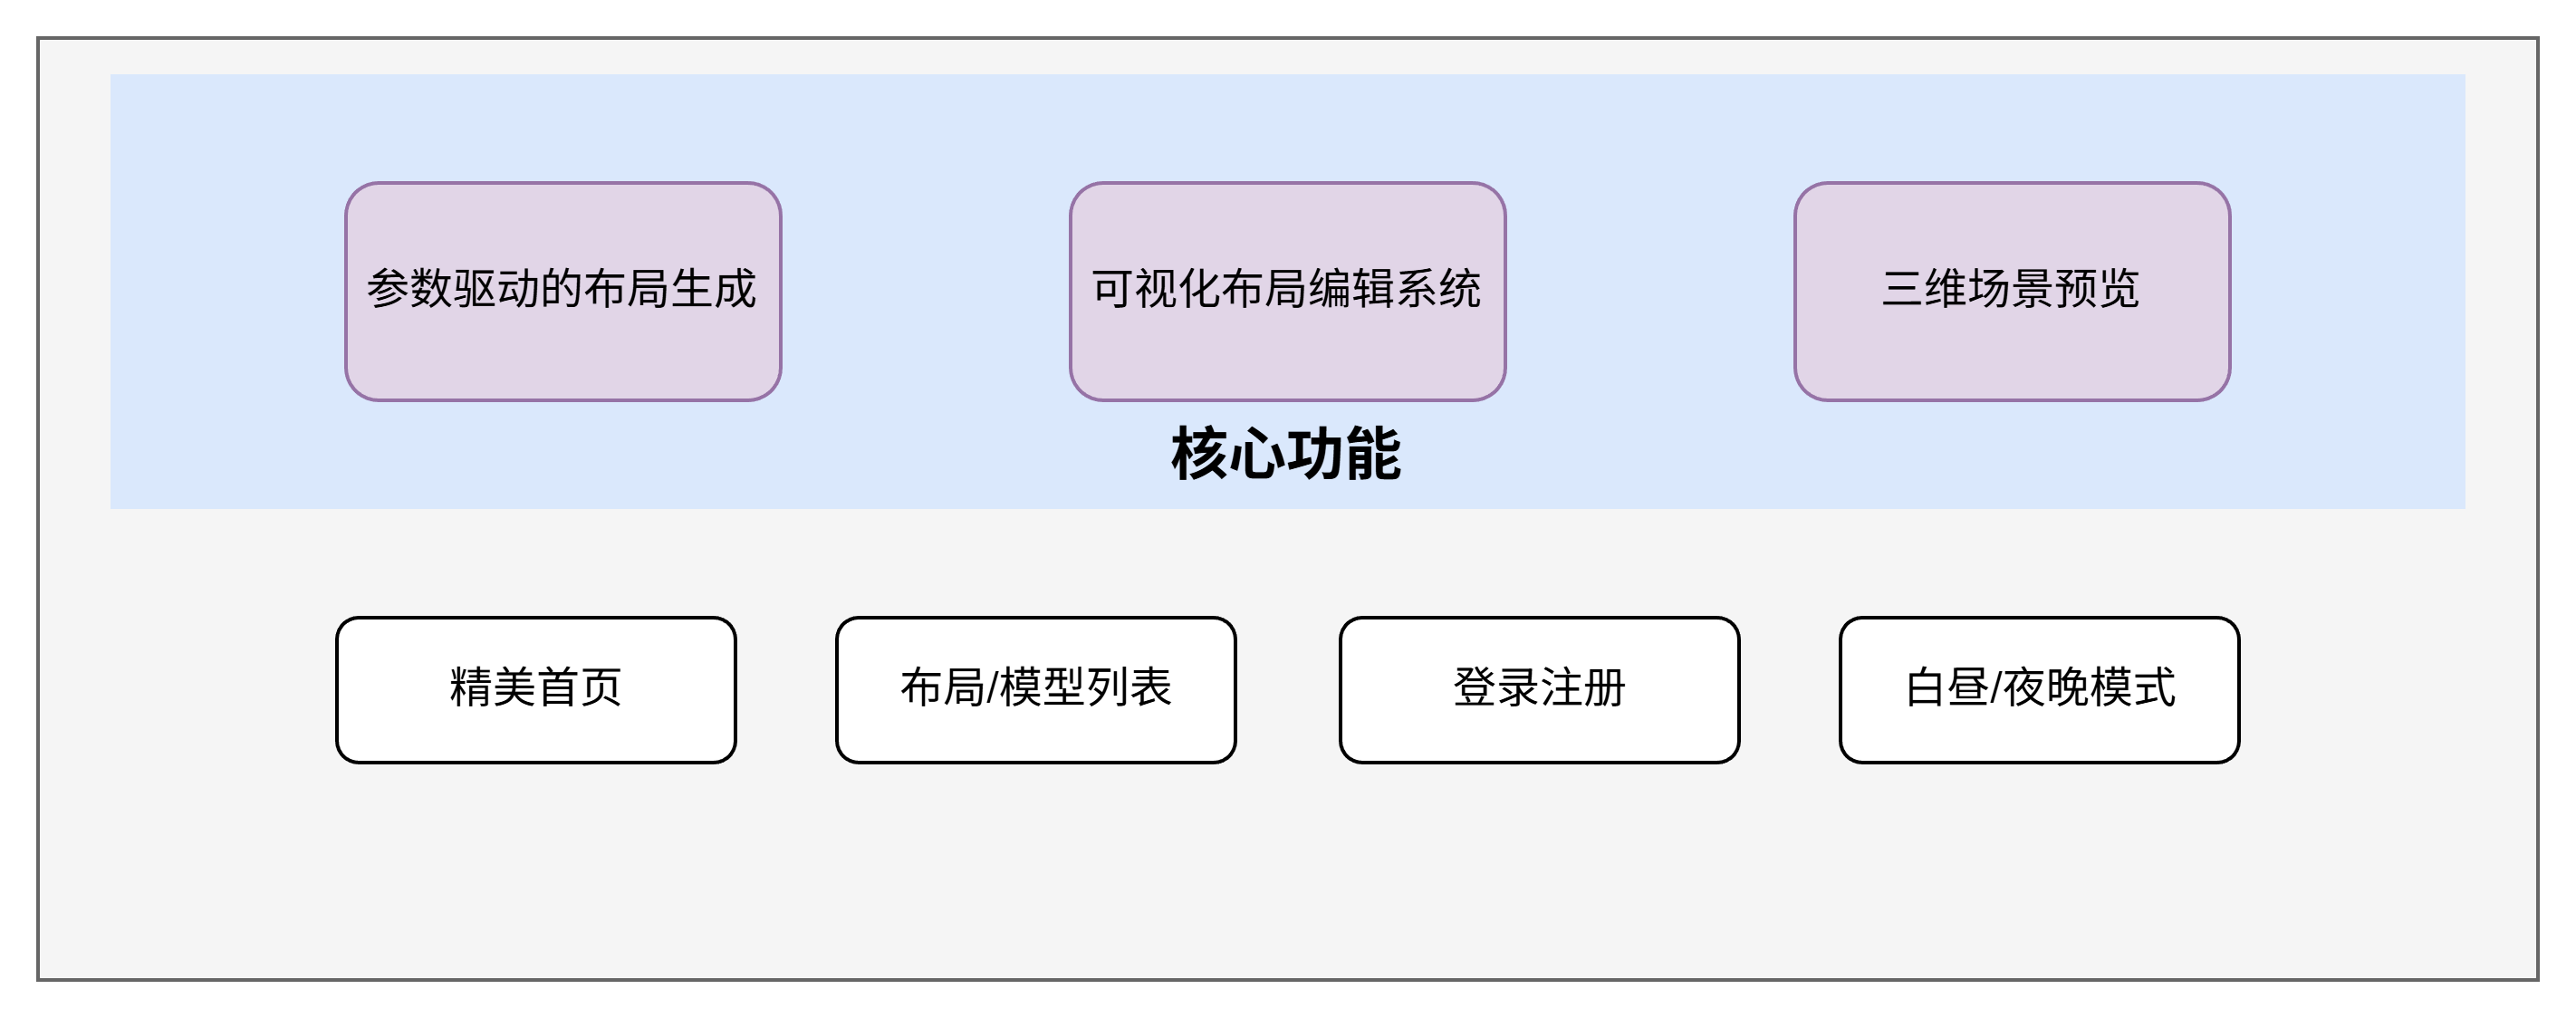 参数驱动的布局生成
可视化布局编辑系统
三维场景预览
核心功能
精美首页
布局/模型列表
登录注册
白昼/夜晚模式